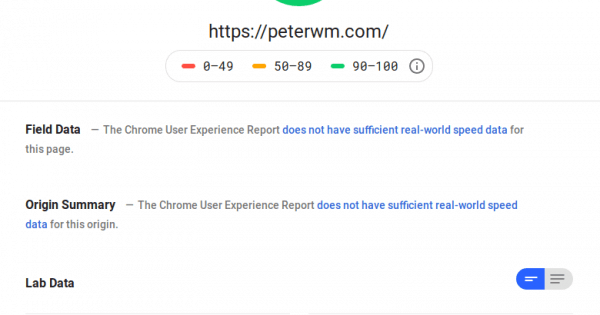 https://peterwm.com/
0–49 50–89 90–100
Field Data — The Chrome User Experience Report does not have sufficient real-world speed data for
this page.
Origin Summary — The Chrome User Experience Report does not have sufficient real-world speed
data for this origin.
Lab Data